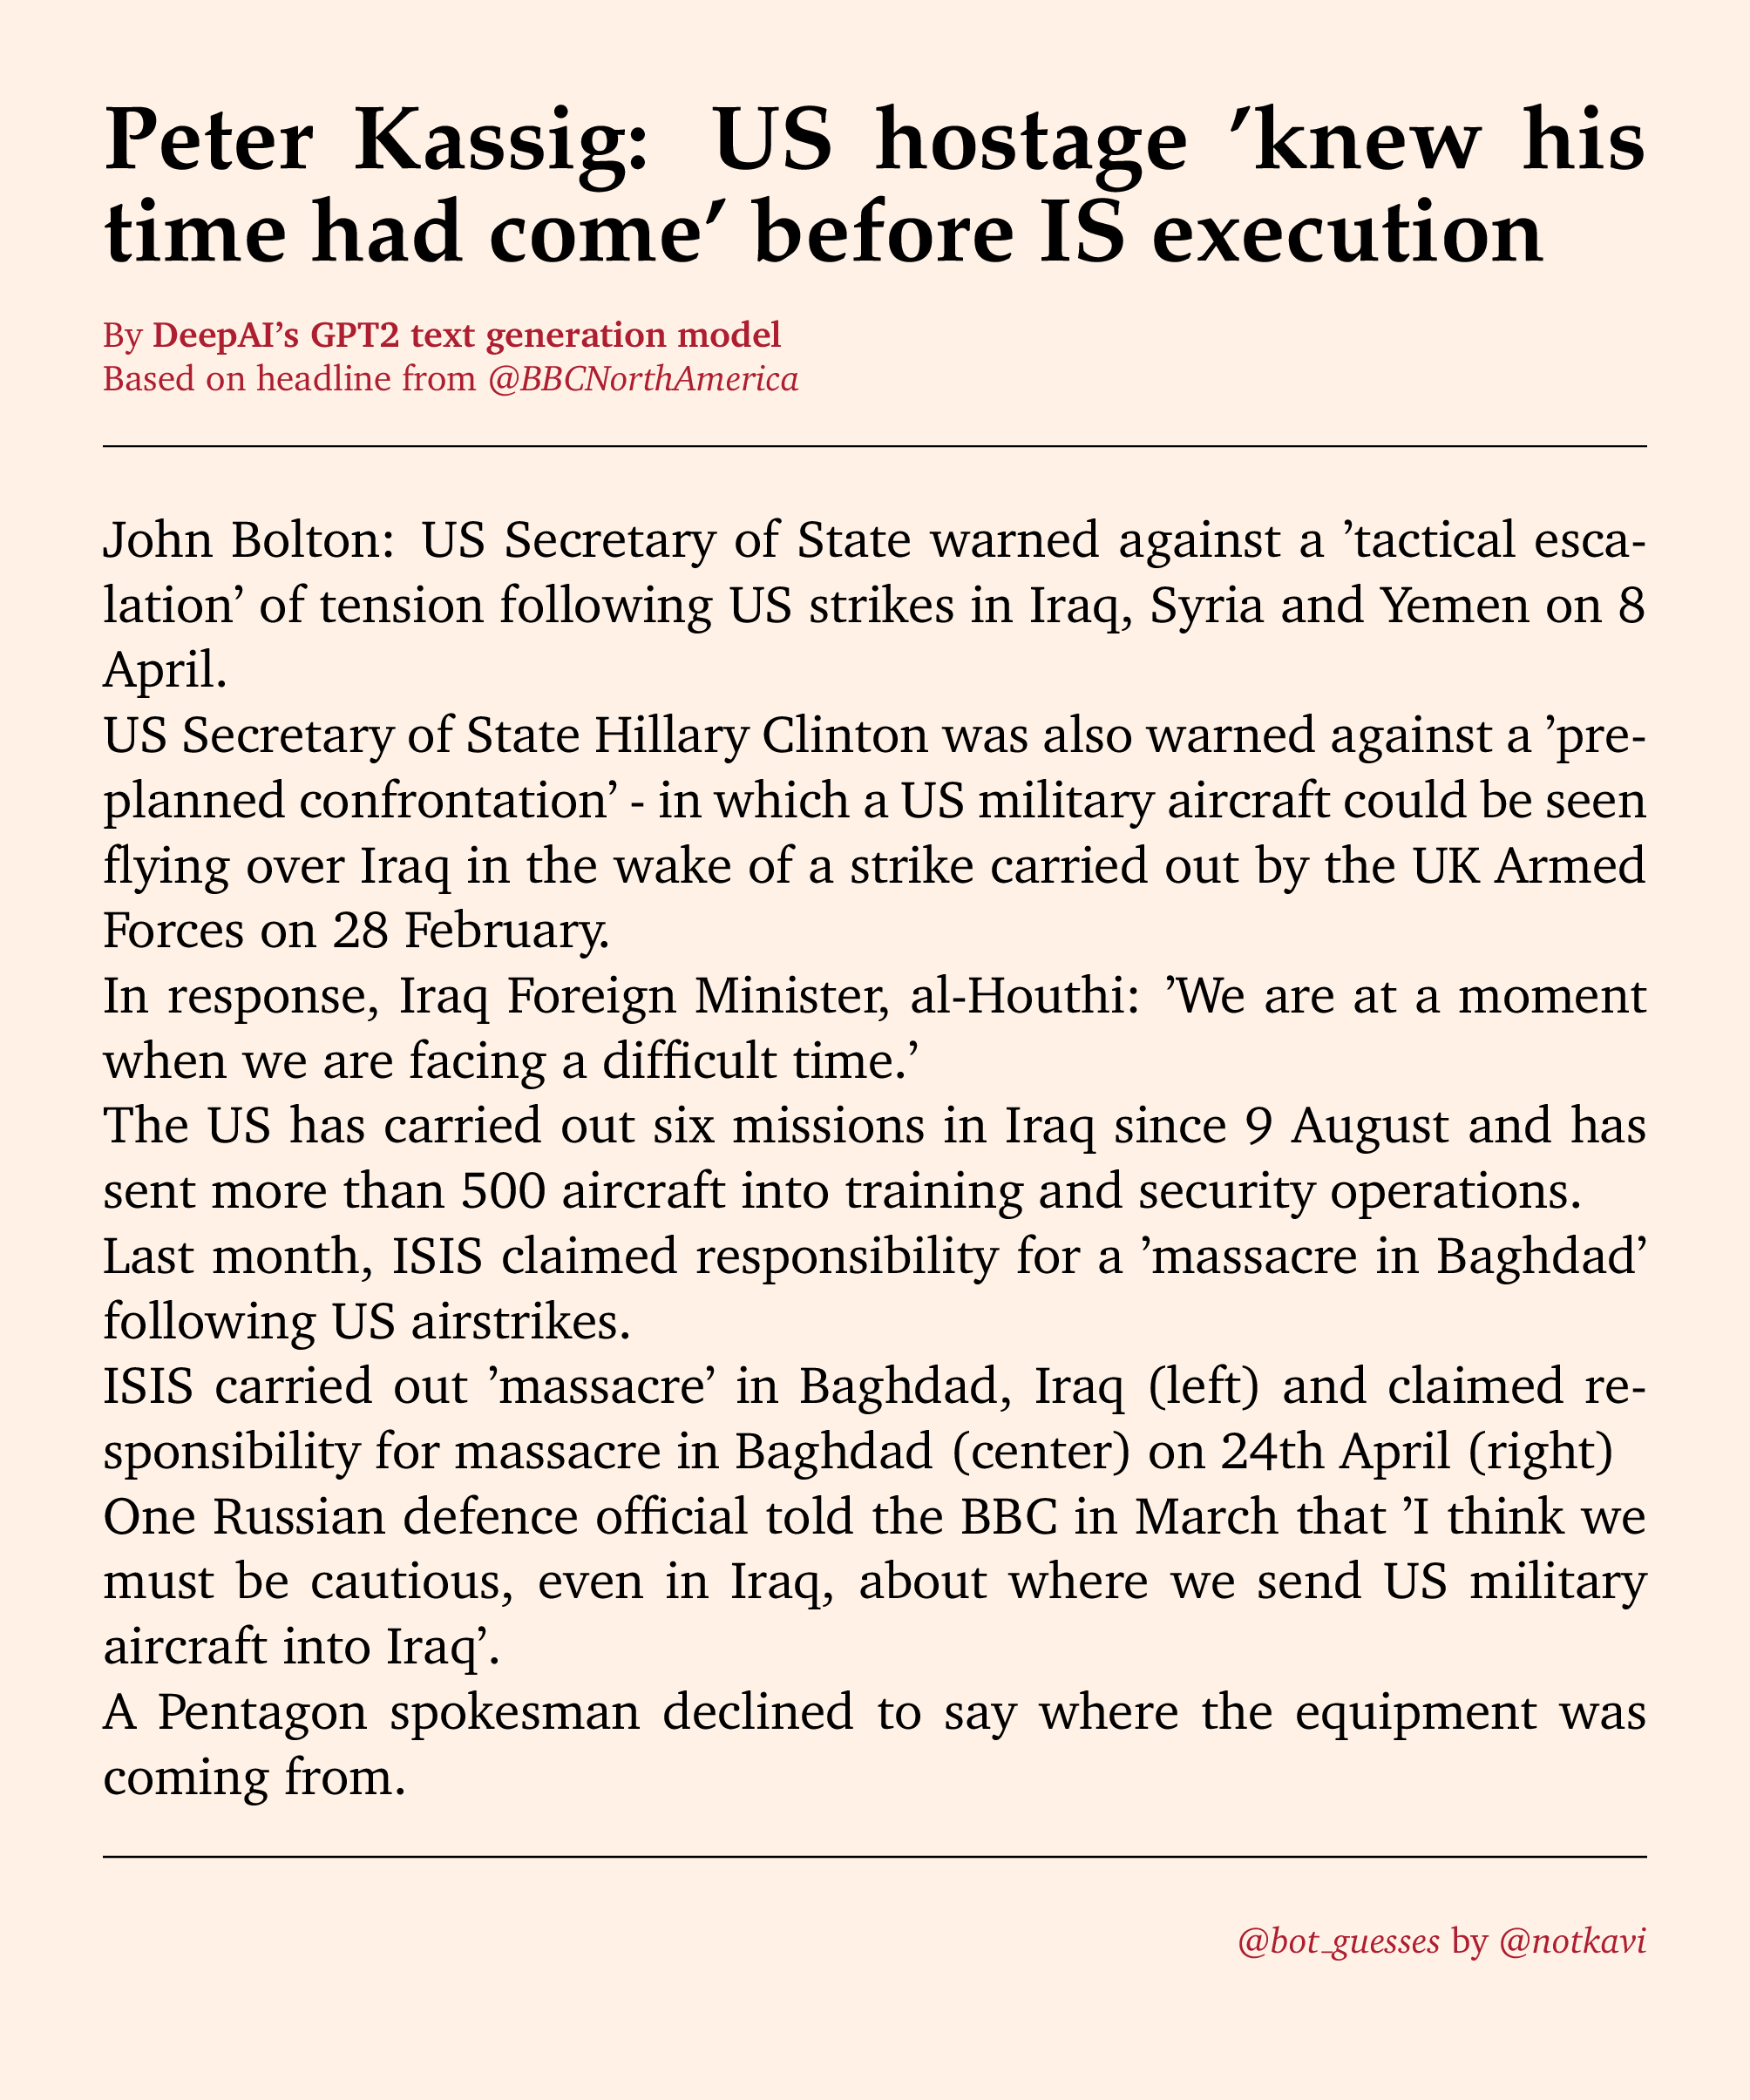 Peter Kassig: US hostage ’knew his
time had come’ before IS execution
By DeepAI’s GPT2 text generation model
Based on headline from @BBCNorthAmerica
John Bolton: US Secretary of State warned against a ’tactical esca-
lation’ of tension following US strikes in Iraq, Syria and Yemen on 8
April.
US Secretary of State Hillary Clinton was also warned against a ’pre-
planned confrontation’ - in which a US military aircraft could be seen
flying over Iraq in the wake of a strike carried out by the UK Armed
Forces on 28 February.
In response, Iraq Foreign Minister, al-Houthi: ’We are at a moment
when we are facing a difficult time.’
The US has carried out six missions in Iraq since 9 August and has
sent more than 500 aircraft into training and security operations.
Last month, ISIS claimed responsibility for a ’massacre in Baghdad’
following US airstrikes.
ISIS carried out ’massacre’ in Baghdad, Iraq (left) and claimed re-
sponsibility for massacre in Baghdad (center) on 24th April (right)
One Russian defence official told the BBC in March that ’I think we
must be cautious, even in Iraq, about where we send US military
aircraft into Iraq’.
A Pentagon spokesman declined to say where the equipment was
coming from.
@bot_guesses by @notkavi